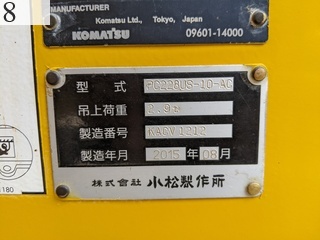 8
MANUFACTURER
Komatsu Ltd., Tokyo, Japan
KOMATSU 09601-14000
型式 PC228US-10-AC
吊上荷重 2.9t
製造番号 KACV1212
製造年月 2015年08月
株式会社 小松製作所
1180